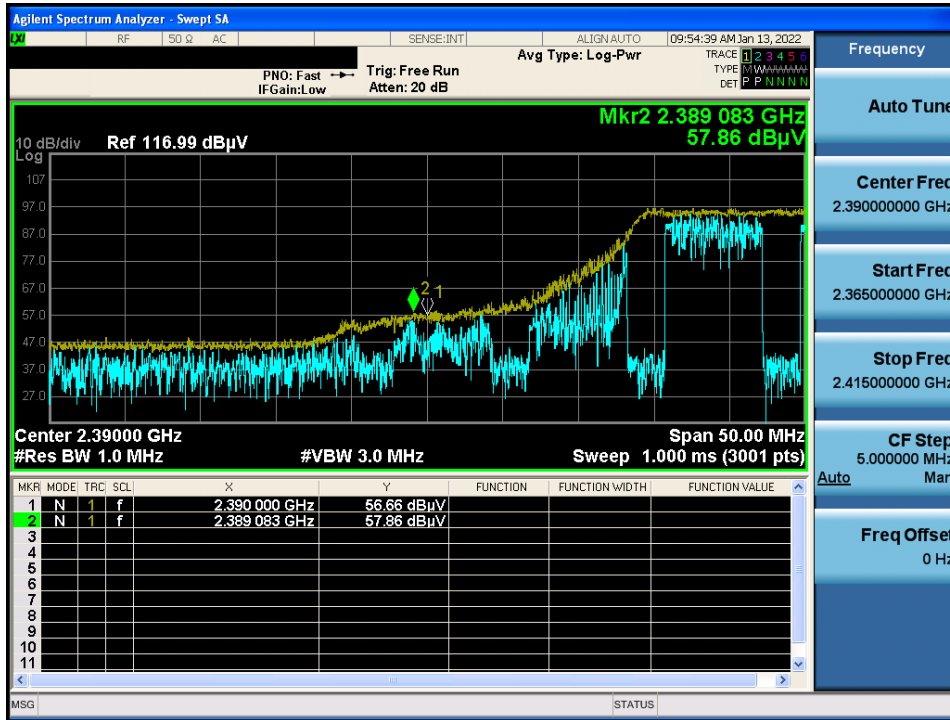 Agilent Spectrum Analyzer - Swept SA
LXI RF 50 Ω AC SENSE:INT ALIGN AUTO 09:54:39 AM Jan 13, 2022
Avg Type: Log-Pwr TRACE 1 2 3 4 5 6
PNO: Fast Trig: Free Run TYPE M W W W W W
IFGain:Low Atten: 20 dB DET P P N N N N
Mkr2 2.389 083 GHz
57.86 dBµV
10 dB/div Ref 116.99 dBµV
Log
107
97.0
87.0
77.0
67.0
57.0
47.0
37.0
27.0
2 1
Center 2.39000 GHz Span 50.00 MHz
#Res BW 1.0 MHz #VBW 3.0 MHz Sweep 1.000 ms (3001 pts)
MKR MODE TRC SCL X Y FUNCTION FUNCTION WIDTH FUNCTION VALUE
1 N 1 f 2.390 000 GHz 56.66 dBµV
2 N 1 f 2.389 083 GHz 57.86 dBµV
3
4
5
6
7
8
9
10
11
MSG STATUS
Frequency
Auto Tune
Center Freq
2.390000000 GHz
Start Freq
2.365000000 GHz
Stop Freq
2.415000000 GHz
CF Step
5.000000 MHz
Auto Man
Freq Offset
0 Hz